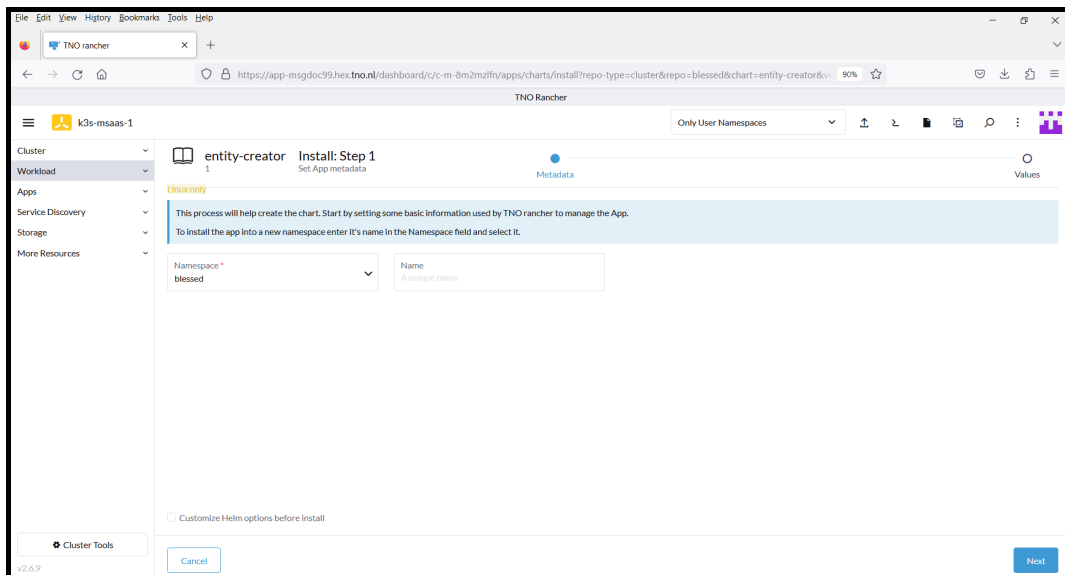 File Edit View History Bookmarks Tools Help
TNO rancher
https://app-msgdoc99.hex.tno.nl/dashboard/c/c-m-8m2mzlfn/apps/charts/install?repo-type=cluster&repo=blessed&chart=entity-creator&v 90%
TNO Rancher
k3s-msaas-1 Only User Namespaces
Cluster
Workload
Apps
Service Discovery
Storage
More Resources
entity-creator Install: Step 1
1 Set App metadata
Metadata Values
Linux only
This process will help create the chart. Start by setting some basic information used by TNO rancher to manage the App.
To install the app into a new namespace enter it's name in the Namespace field and select it.
Namespace *
blessed
Name
A unique name
Customize Helm options before install
Cluster Tools
v2.6.9
Cancel Next